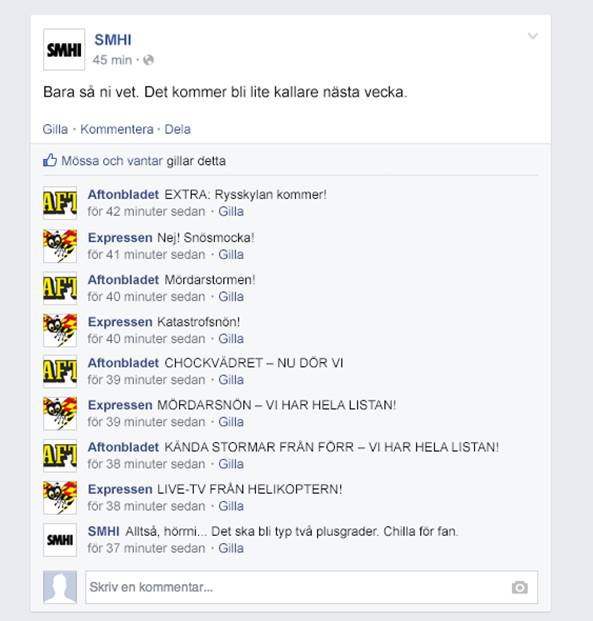 SMHI
SMHI
45 min ·
Bara så ni vet. Det kommer bli lite kallare nästa vecka.
Gilla · Kommentera · Dela
Mössa och vantar gillar detta
AFT
Aftonbladet EXTRA: Rysskylan kommer!
för 42 minuter sedan · Gilla
Expressen Nej! Snösmocka!
för 41 minuter sedan · Gilla
AFT
Aftonbladet Mördarstormen!
för 40 minuter sedan · Gilla
Expressen Katastrofsnön!
för 40 minuter sedan · Gilla
AFT
Aftonbladet CHOCKVÄDRET – NU DÖR VI
för 39 minuter sedan · Gilla
Expressen MÖRDARSNÖN – VI HAR HELA LISTAN!
för 39 minuter sedan · Gilla
AFT
Aftonbladet KÄNDA STORMAR FRÅN FÖRR – VI HAR HELA LISTAN!
för 38 minuter sedan · Gilla
Expressen LIVE-TV FRÅN HELIKOPTERN!
för 38 minuter sedan · Gilla
SMHI
SMHI Alltså, hörrni... Det ska bli typ två plusgrader. Chilla för fan.
för 37 minuter sedan · Gilla
Skriv en kommentar...